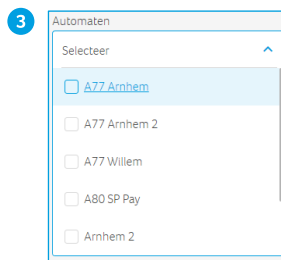 3
Automaten
Selecteer
A77 Arnhem
A77 Arnhem 2
A77 Willem
A80 SP Pay
Arnhem 2